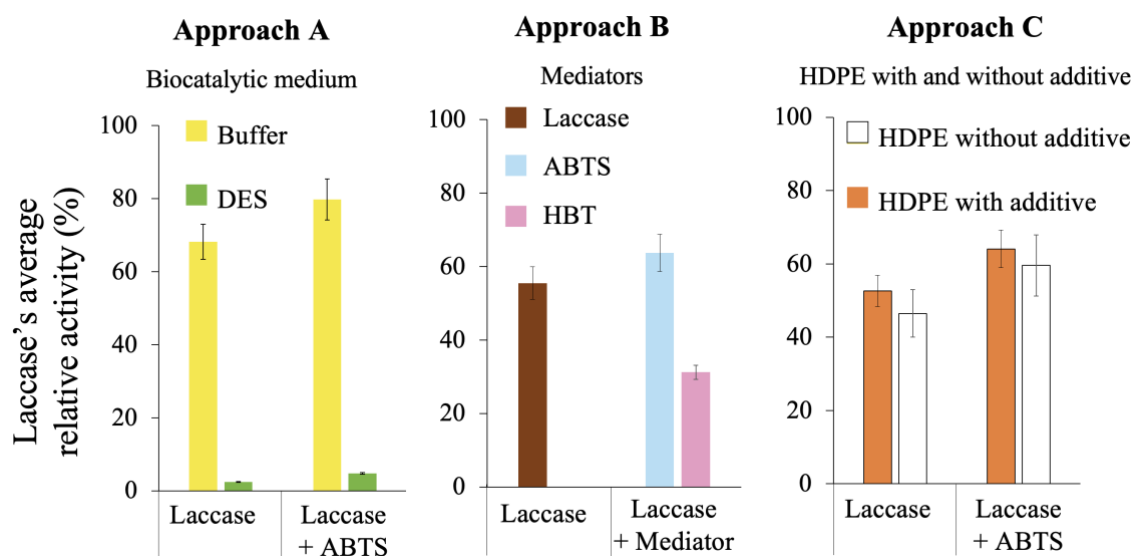 Approach A
Biocatalytic medium
Laccase's average
relative activity (%)
100
80
60
40
20
0
Buffer
DES
Laccase
Laccase
+ ABTS
Approach B
Mediators
100
80
60
40
20
0
Laccase
ABTS
HBT
Laccase
Laccase
+ Mediator
Approach C
HDPE with and without additive
100
80
60
40
20
0
HDPE without additive
HDPE with additive
Laccase
Laccase
+ ABTS